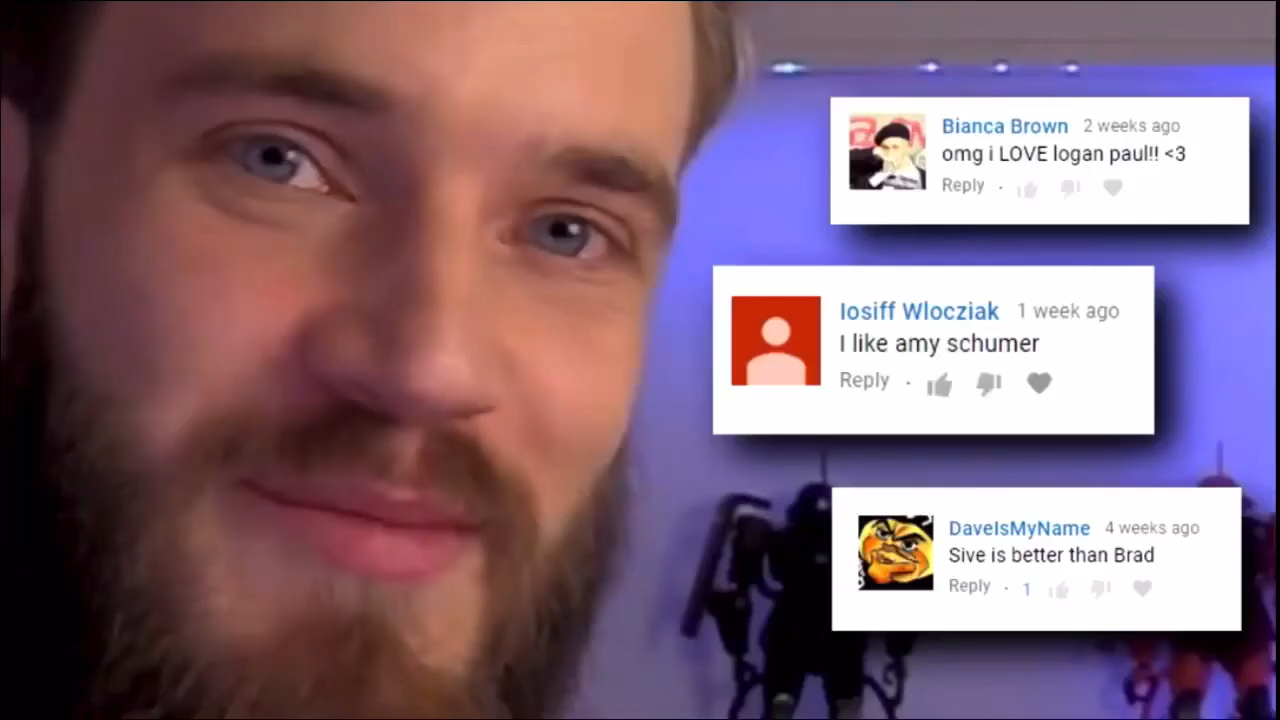 Bianca Brown 2 weeks ago
omg i LOVE logan paul!! <3
Reply ·
Iosiff Wlocziak 1 week ago
I like amy schumer
Reply ·
DaveIsMyName 4 weeks ago
Sive is better than Brad
Reply · 1